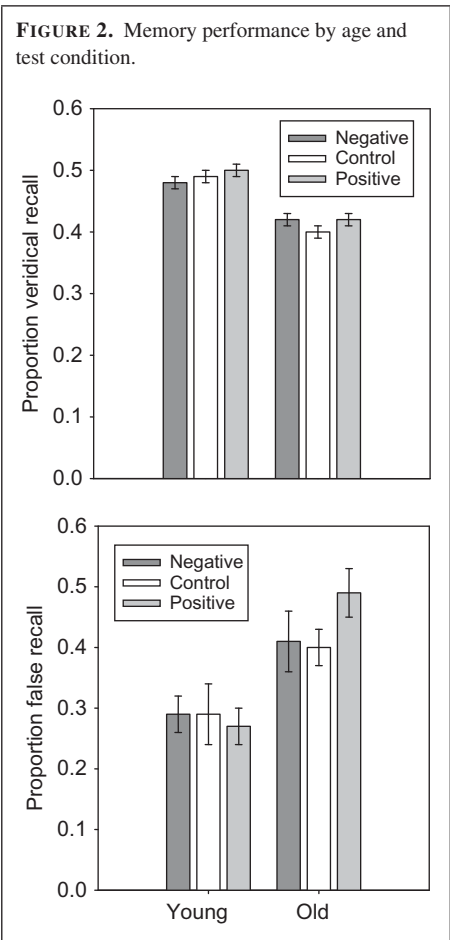 FIGURE 2. Memory performance by age and
test condition.
0.6
0.5
0.4
0.3
0.2
0.1
0.0
Proportion veridical recall
Negative
Control
Positive
0.6
0.5
0.4
0.3
0.2
0.1
0.0
Proportion false recall
Negative
Control
Positive
Young Old